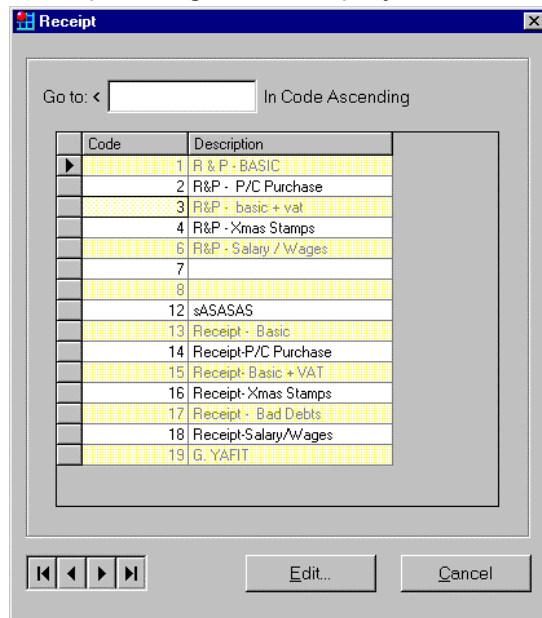 Receipt
Go to: < In Code Ascending
Code Description
1 R & P - BASIC
2 R&P - P/C Purchase
3 R&P - basic + vat
4 R&P - Xmas Stamps
6 R&P - Salary / Wages
7
8
12 sASASAS
13 Receipt - Basic
14 Receipt-P/C Purchase
15 Receipt- Basic + VAT
16 Receipt- Xmas Stamps
17 Receipt - Bad Debts
18 Receipt-Salary/Wages
19 G. YAFIT
Edit... Cancel